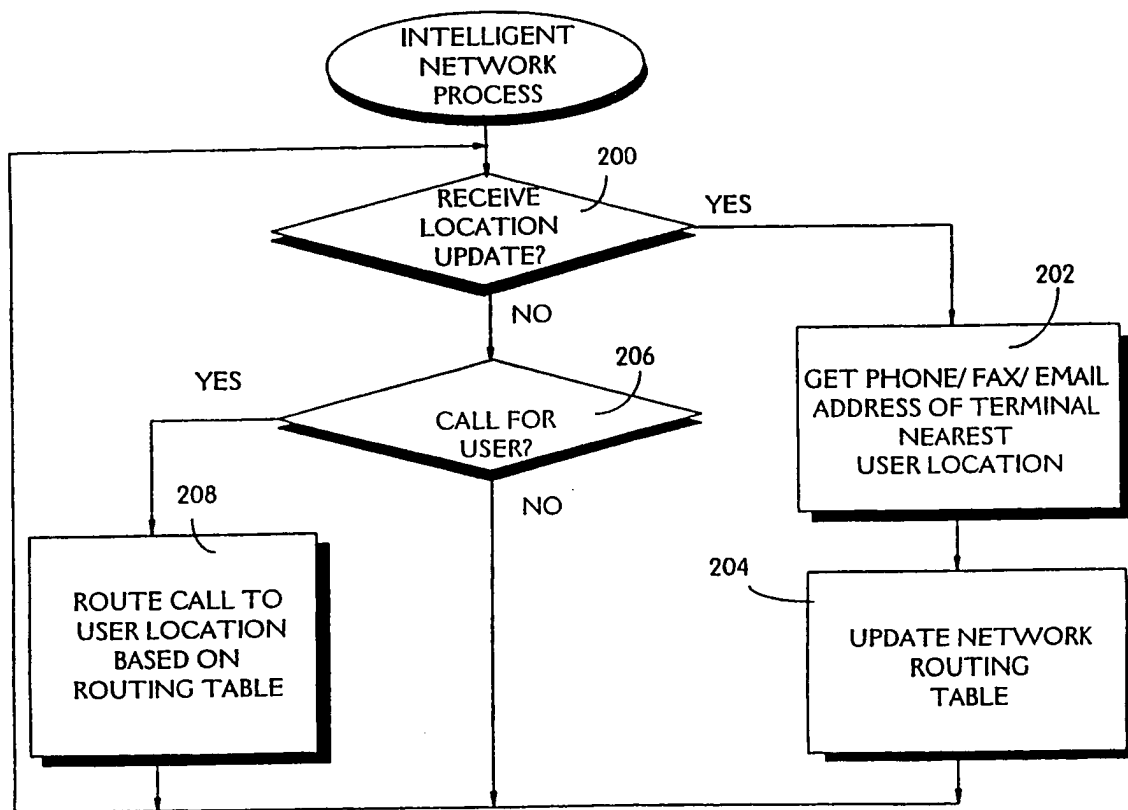 INTELLIGENT
NETWORK
PROCESS
200
RECEIVE
LOCATION
UPDATE?
YES
NO
202
GET PHONE/ FAX/ EMAIL
ADDRESS OF TERMINAL
NEAREST
USER LOCATION
206
YES
CALL FOR
USER?
NO
208
ROUTE CALL TO
USER LOCATION
BASED ON
ROUTING TABLE
204
UPDATE NETWORK
ROUTING
TABLE